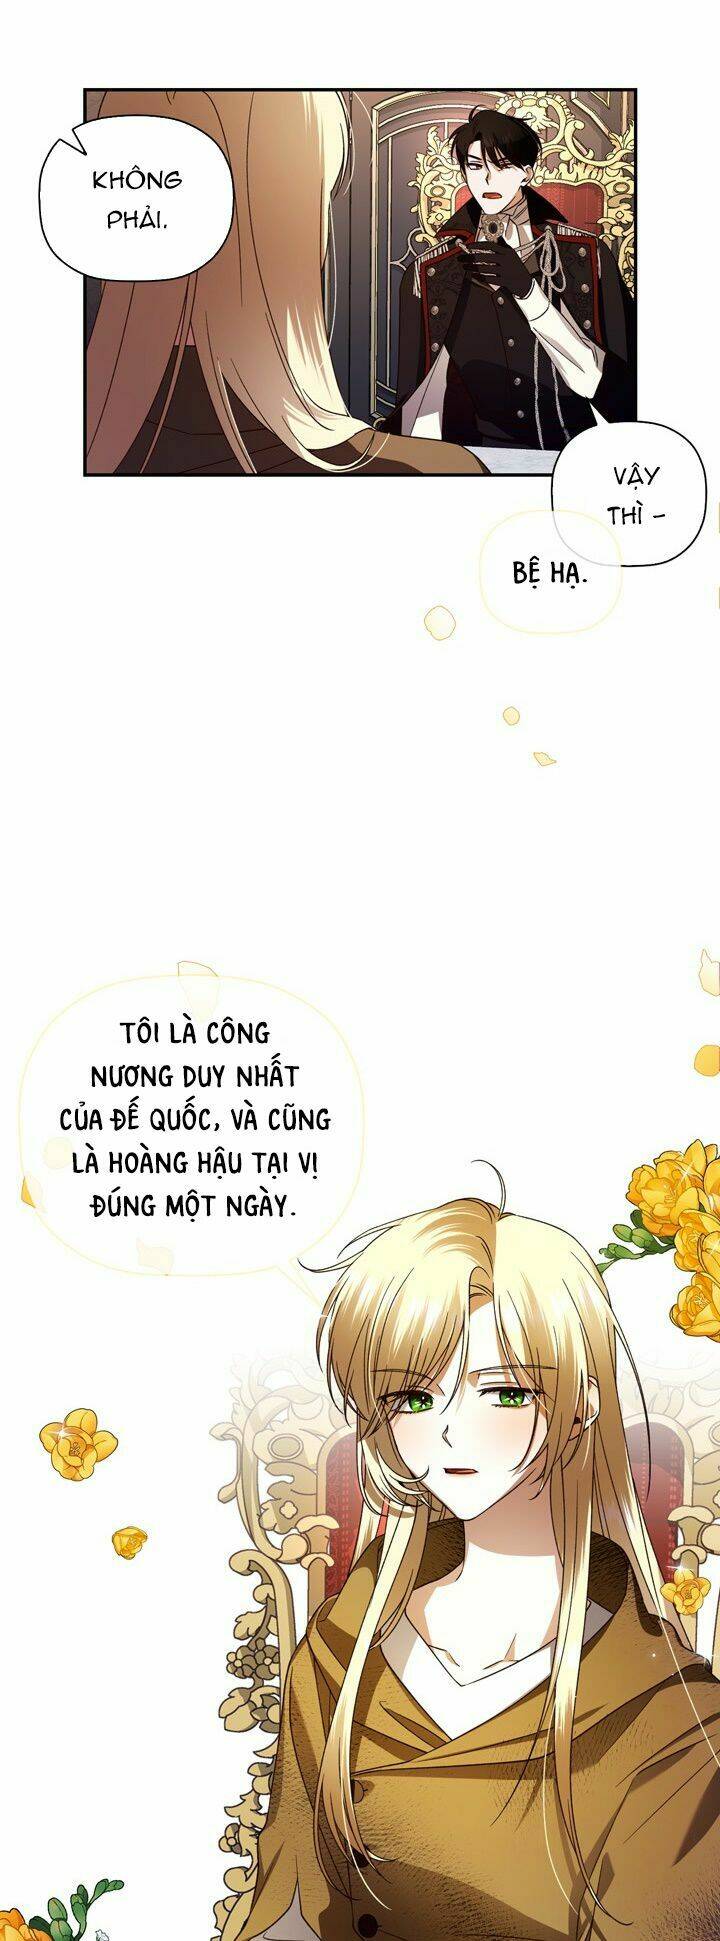 KHÔNG
PHẢI.
VẬY
THÌ -
BỆ HẠ.
TÔI LÀ CÔNG
NƯƠNG DUY NHẤT
CỦA ĐẾ QUỐC, VÀ CŨNG
LÀ HOÀNG HẬU TẠI VỊ
ĐÚNG MỘT NGÀY.